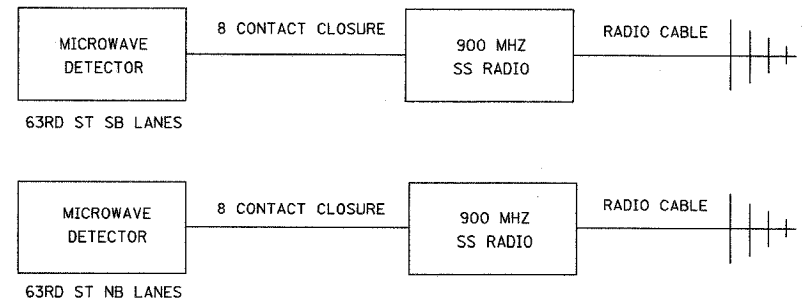 8 CONTACT CLOSURE
RADIO CABLE
MICROWAVE
DETECTOR
900 MHZ
SS RADIO
63RD ST SB LANES
8 CONTACT CLOSURE
RADIO CABLE
MICROWAVE
DETECTOR
900 MHZ
SS RADIO
63RD ST NB LANES